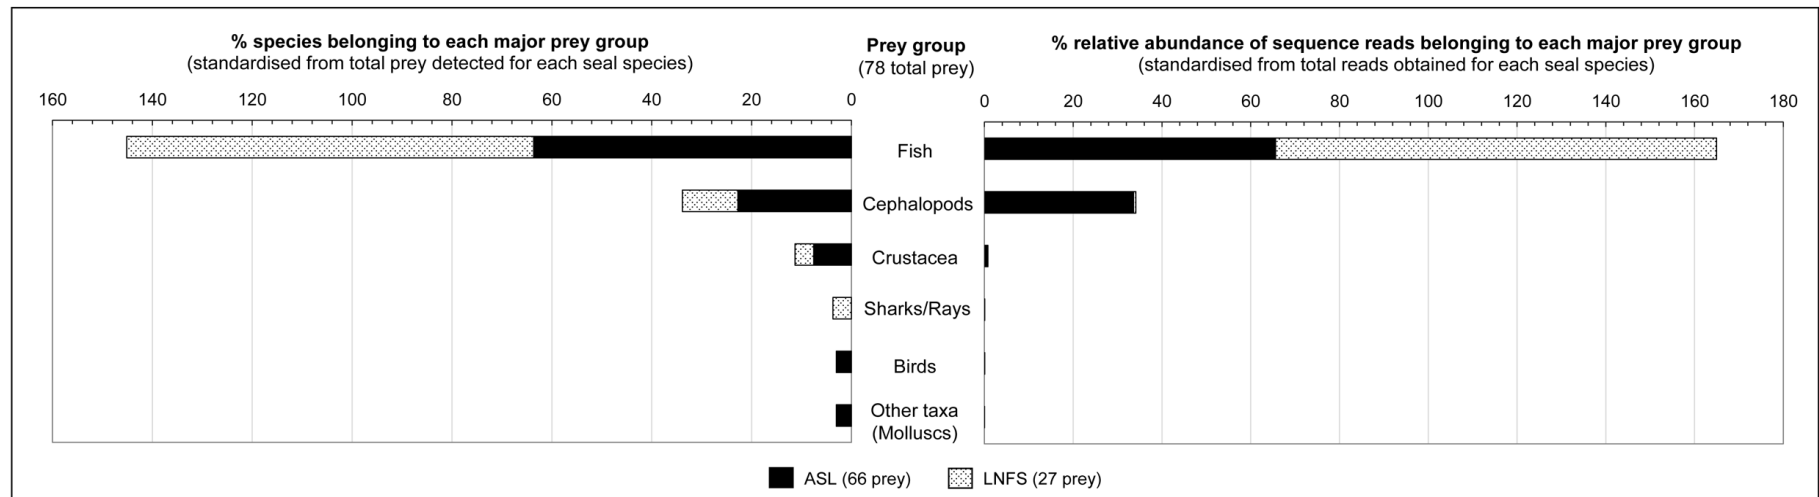 % species belonging to each major prey group
(standardised from total prey detected for each seal species)
Prey group
(78 total prey)
% relative abundance of sequence reads belonging to each major prey group
(standardised from total reads obtained for each seal species)
160 140 120 100 80 60 40 20 0
0 20 40 60 80 100 120 140 160 180
Fish
Cephalopods
Crustacea
Sharks/Rays
Birds
Other taxa
(Molluscs)
ASL (66 prey) LNFS (27 prey)